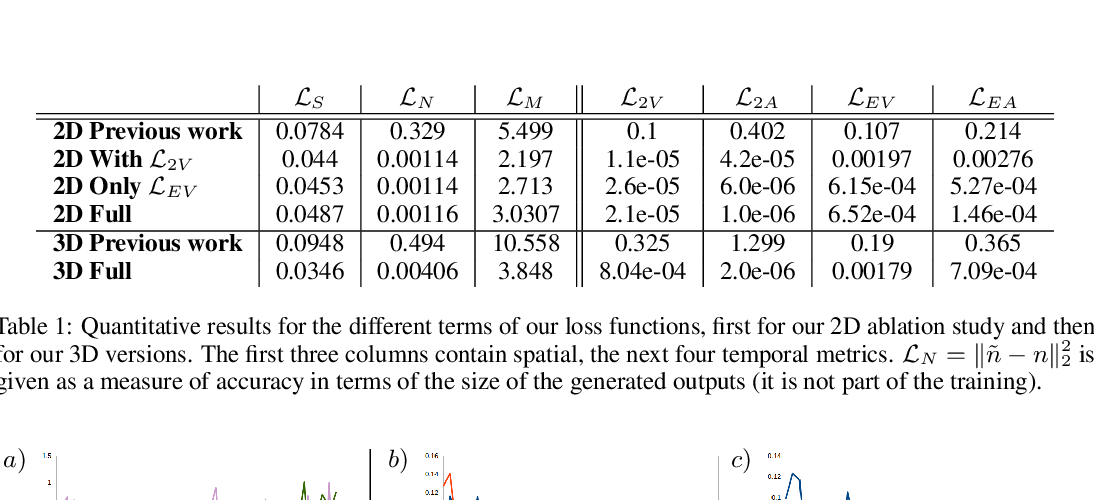 $\mathcal{L}_S$ $\mathcal{L}_N$ $\mathcal{L}_M$ $\mathcal{L}_{2V}$ $\mathcal{L}_{2A}$ $\mathcal{L}_{EV}$ $\mathcal{L}_{EA}$
2D Previous work 0.0784 0.329 5.499 0.1 0.402 0.107 0.214
2D With $\mathcal{L}_{2V}$ 0.044 0.00114 2.197 1.1e-05 4.2e-05 0.00197 0.00276
2D Only $\mathcal{L}_{EV}$ 0.0453 0.00114 2.713 2.6e-05 6.0e-06 6.15e-04 5.27e-04
2D Full 0.0487 0.00116 3.0307 2.1e-05 1.0e-06 6.52e-04 1.46e-04
3D Previous work 0.0948 0.494 10.558 0.325 1.299 0.19 0.365
3D Full 0.0346 0.00406 3.848 8.04e-04 2.0e-06 0.00179 7.09e-04
Table 1: Quantitative results for the different terms of our loss functions, first for our 2D ablation study and then
for our 3D versions. The first three columns contain spatial, the next four temporal metrics. $\mathcal{L}_N = \|\tilde{n} - n\|_2^2$ is
given as a measure of accuracy in terms of the size of the generated outputs (it is not part of the training).
a) 1.5 b) 0.16 c) 0.14
1 0.14 0.12
0.12 0.1